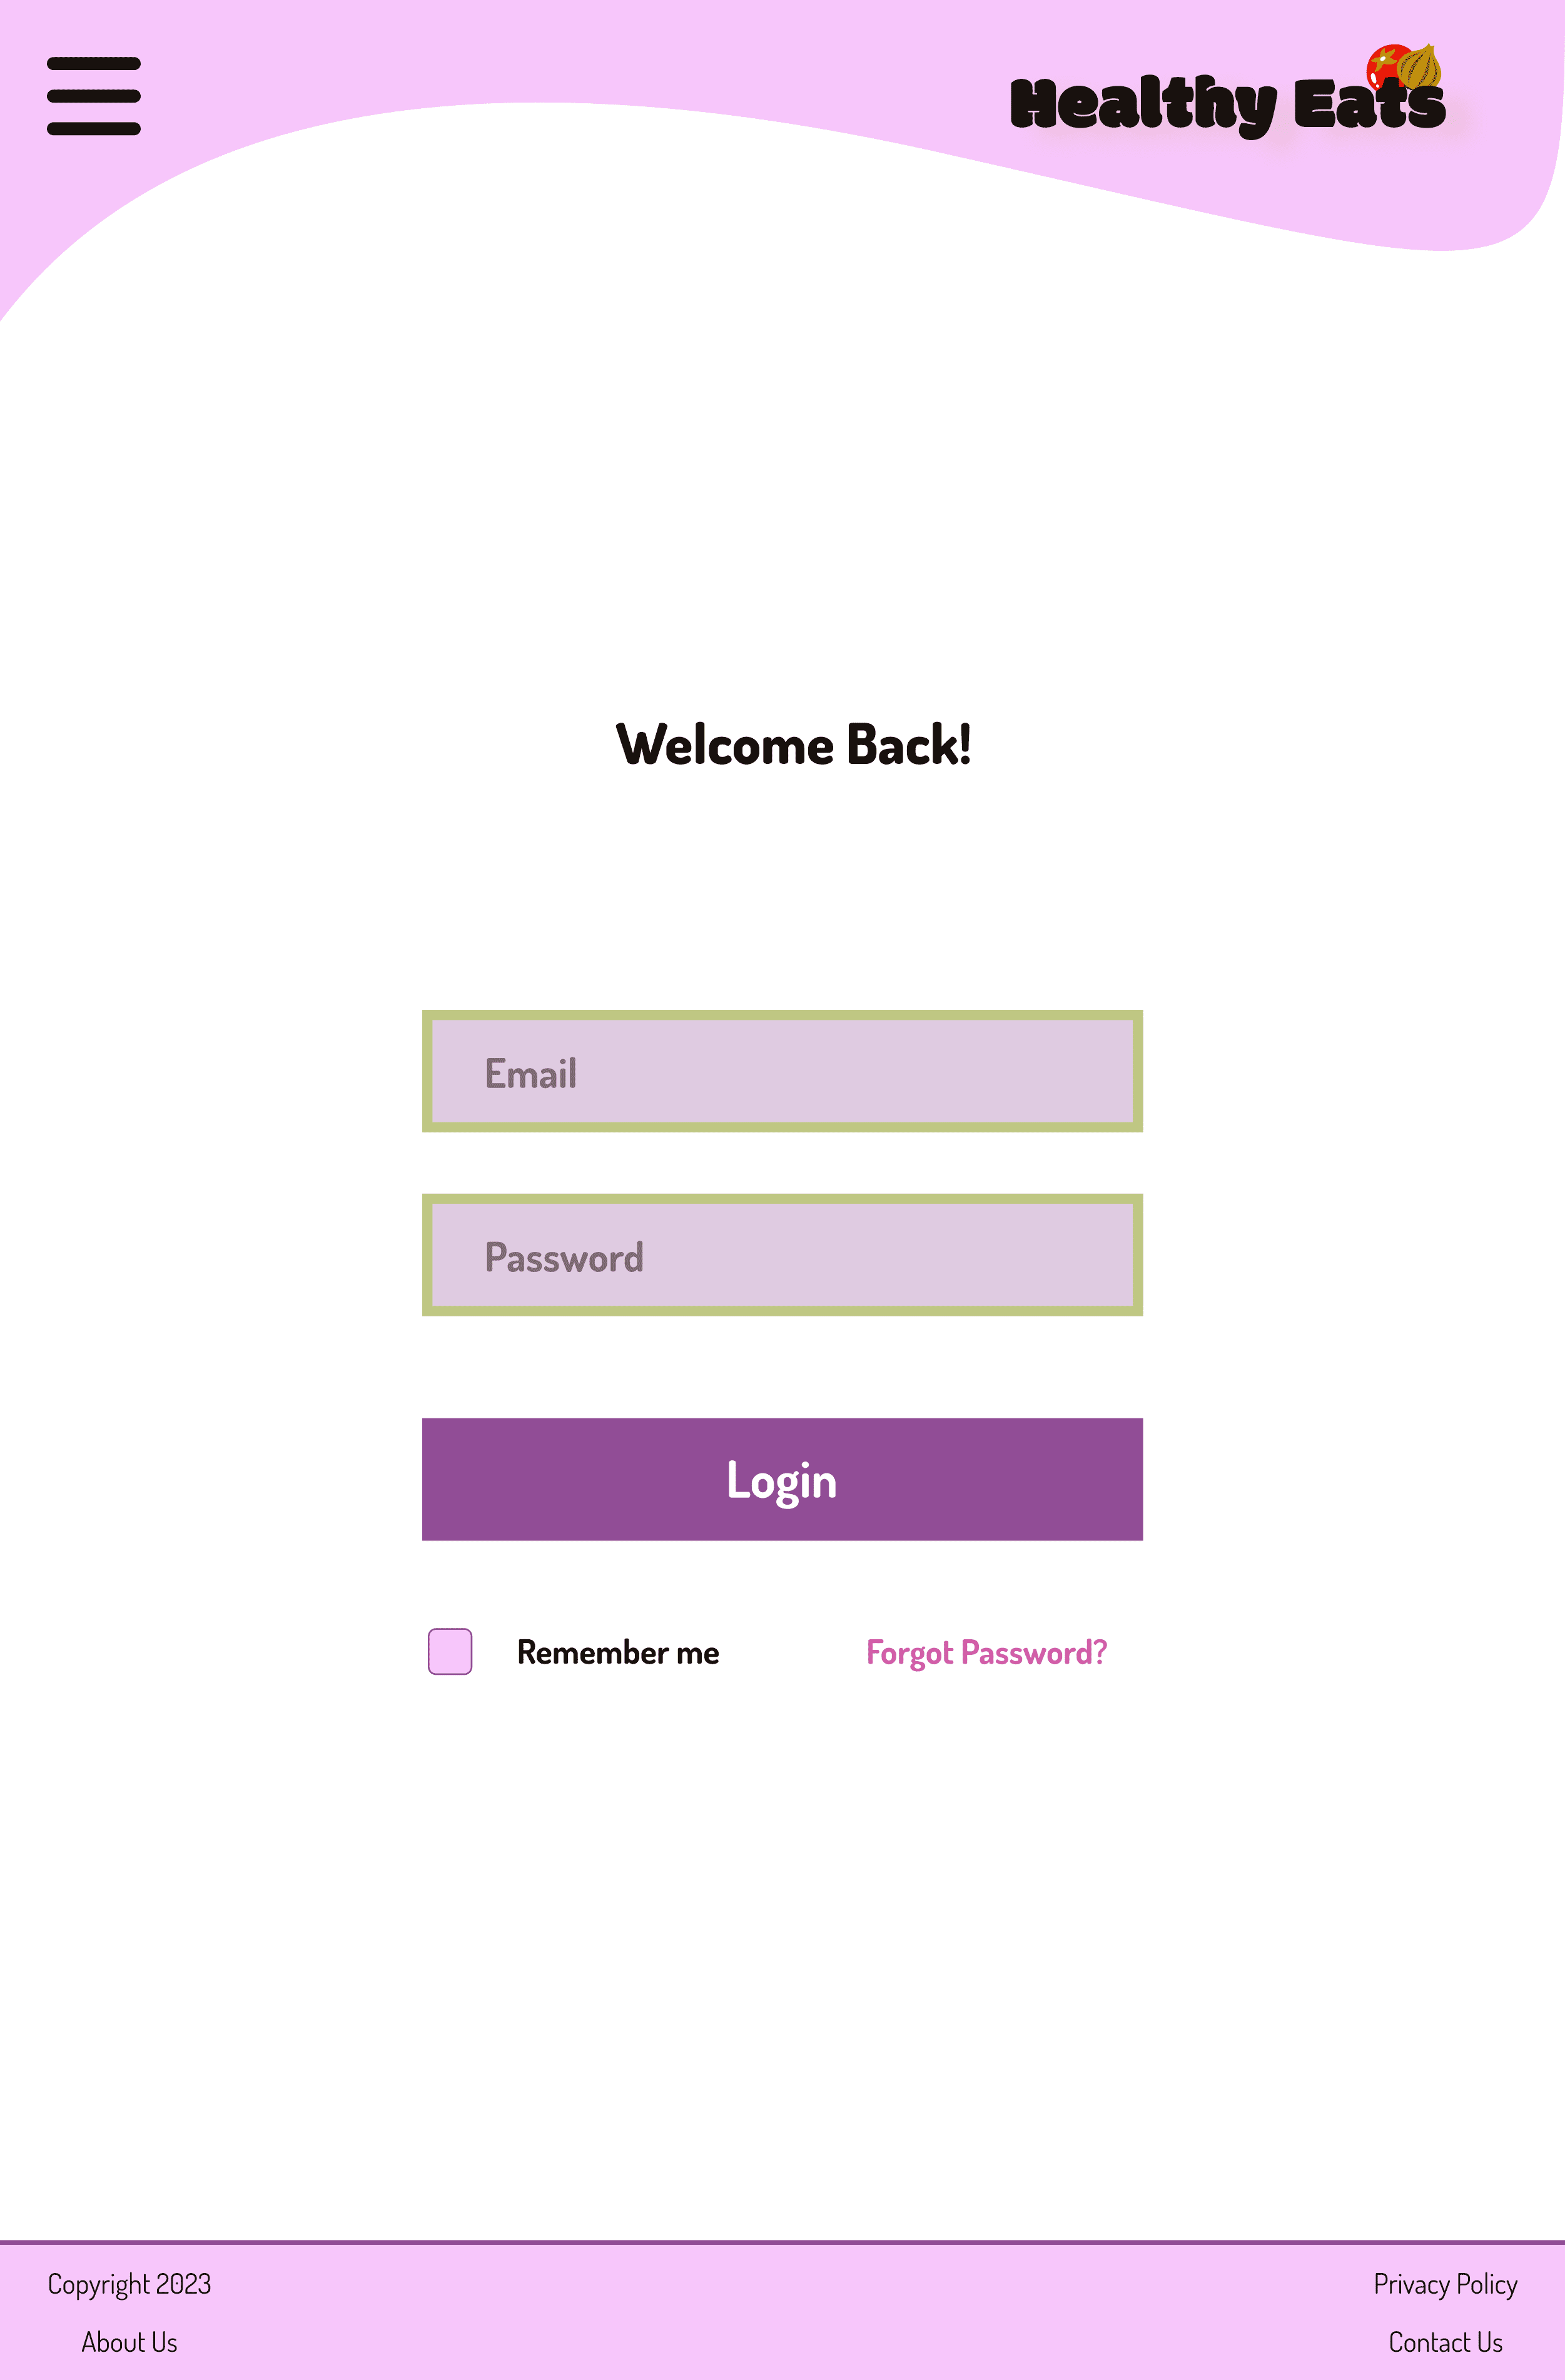 Healthy Eats
Welcome Back!
Email
Password
Login
Remember me
Forgot Password?
Copyright 2023
Privacy Policy
About Us
Contact Us